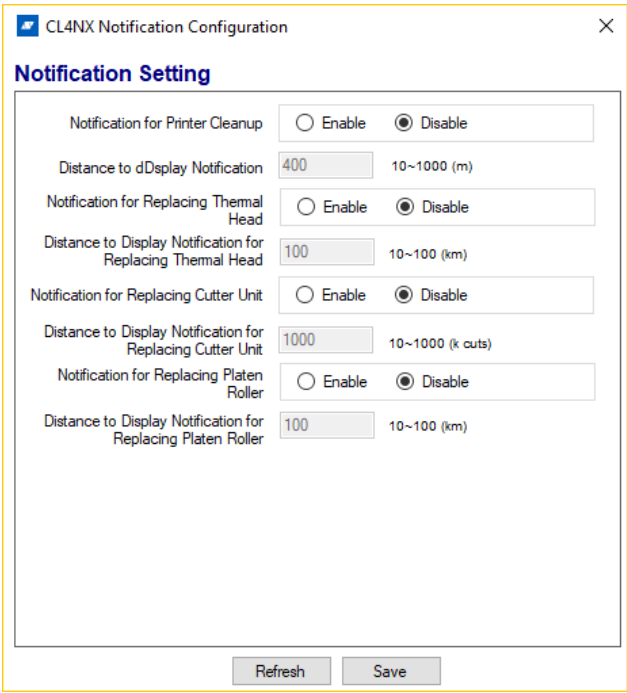 CL4NX Notification Configuration
Notification Setting
Notification for Printer Cleanup Enable Disable
Distance to dDsplay Notification 400 10~1000 (m)
Notification for Replacing Thermal
Head Enable Disable
Distance to Display Notification for
Replacing Thermal Head 100 10~100 (km)
Notification for Replacing Cutter Unit Enable Disable
Distance to Display Notification for
Replacing Cutter Unit 1000 10~1000 (k cuts)
Notification for Replacing Platen
Roller Enable Disable
Distance to Display Notification for
Replacing Platen Roller 100 10~100 (km)
Refresh Save